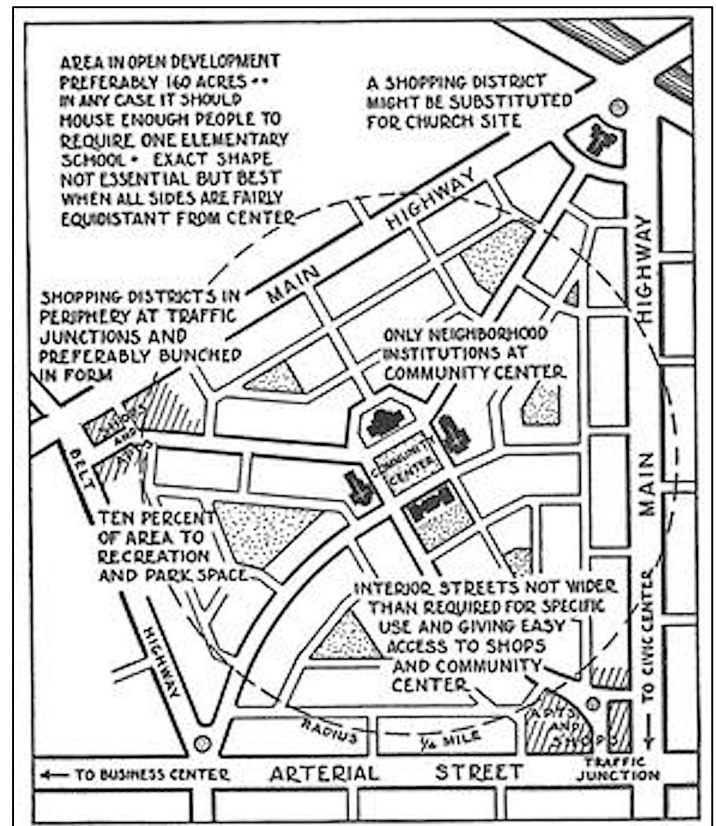 AREA IN OPEN DEVELOPMENT
PREFERABLY 160 ACRES • •
IN ANY CASE IT SHOULD
HOUSE ENOUGH PEOPLE TO
REQUIRE ONE ELEMENTARY
SCHOOL • EXACT SHAPE
NOT ESSENTIAL BUT BEST
WHEN ALL SIDES ARE FAIRLY
EQUIDISTANT FROM CENTER
A SHOPPING DISTRICT
MIGHT BE SUBSTITUTED
FOR CHURCH SITE
MAIN HIGHWAY
SHOPPING DISTRICTS IN
PERIPHERY AT TRAFFIC
JUNCTIONS AND
PREFERABLY BUNCHED
IN FORM
ONLY NEIGHBORHOOD
INSTITUTIONS AT
COMMUNITY CENTER
MAIN HIGHWAY
SHOPS
AND
BELT HIGHWAY
COMMUNITY
CENTER
TEN PERCENT
OF AREA TO
RECREATION
AND PARK SPACE
INTERIOR STREETS NOT WIDER
THAN REQUIRED FOR SPECIFIC
USE AND GIVING EASY
ACCESS TO SHOPS
AND COMMUNITY
CENTER
TO CIVIC CENTER
RADIUS 1/4 MILE
APTS
AND
SHOPS
TRAFFIC
JUNCTION
← TO BUSINESS CENTER
ARTERIAL STREET